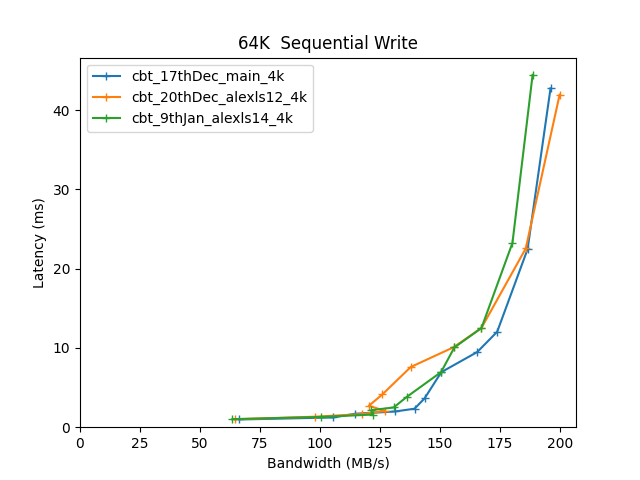 64K  Sequential Write
cbt_17thDec_main_4k
cbt_20thDec_alexls12_4k
cbt_9thJan_alexls14_4k
Latency (ms)
40
30
20
10
0
0 25 50 75 100 125 150 175 200
Bandwidth (MB/s)